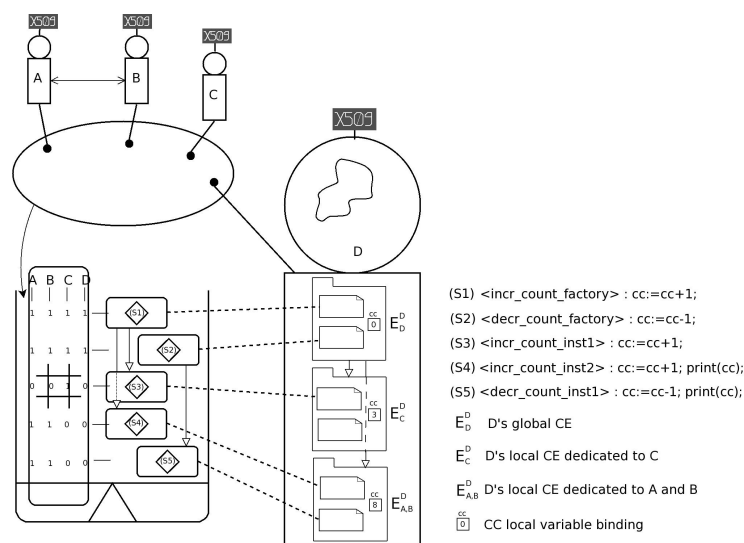 X509
X509
X509
A
B
C
X509
D
A B C D
1 1 1 1
(S1)
cc
0
E D D
1 1 1 1
(S2)
0 0 1 0
(S3)
cc
3
E D C
1 1 0 0
(S4)
1 1 0 0
(S5)
cc
8
E D A,B
(S1) <incr_count_factory> : cc:=cc+1;
(S2) <decr_count_factory> : cc:=cc-1;
(S3) <incr_count_inst1> : cc:=cc+1;
(S4) <incr_count_inst2> : cc:=cc+1; print(cc);
(S5) <decr_count_inst1> : cc:=cc-1; print(cc);
E D D D's global CE
E D C D's local CE dedicated to C
E D A,B D's local CE dedicated to A and B
cc
0 CC local variable binding